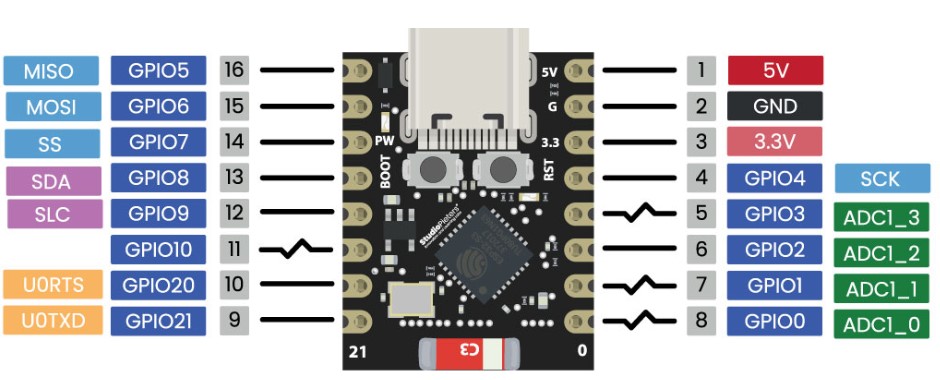 MISO GPIO5 16 5V 1 5V
MOSI GPIO6 15 G 2 GND
SS GPIO7 14 PW 3.3 3 3.3V
SDA GPIO8 13 BOOT RST 4 GPIO4 SCK
SLC GPIO9 12 5 GPIO3 ADC1_3
StudioPieters
GPIO10 11 6 GPIO2 ADC1_2
U0RTS GPIO20 10 7 GPIO1 ADC1_1
U0TXD GPIO21 9 8 GPIO0 ADC1_0
21 C3 0